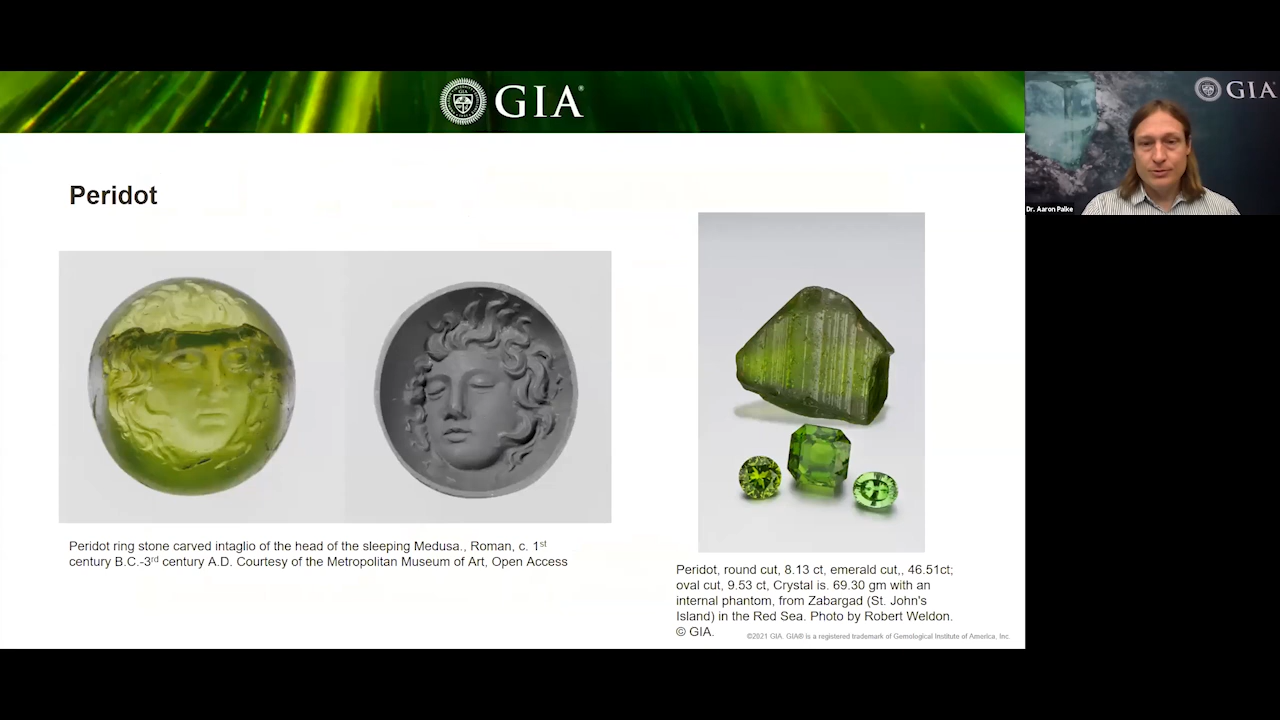 GIA®
GIA
Dr. Aaron Palke
Peridot
Peridot ring stone carved intaglio of the head of the sleeping Medusa., Roman, c. 1st
century B.C.-3rd century A.D. Courtesy of the Metropolitan Museum of Art, Open Access
Peridot, round cut, 8.13 ct, emerald cut,, 46.51ct;
oval cut, 9.53 ct, Crystal is. 69.30 gm with an
internal phantom, from Zabargad (St. John's
Island) in the Red Sea. Photo by Robert Weldon.
© GIA.
©2021 GIA. GIA® is a registered trademark of Gemological Institute of America, Inc.